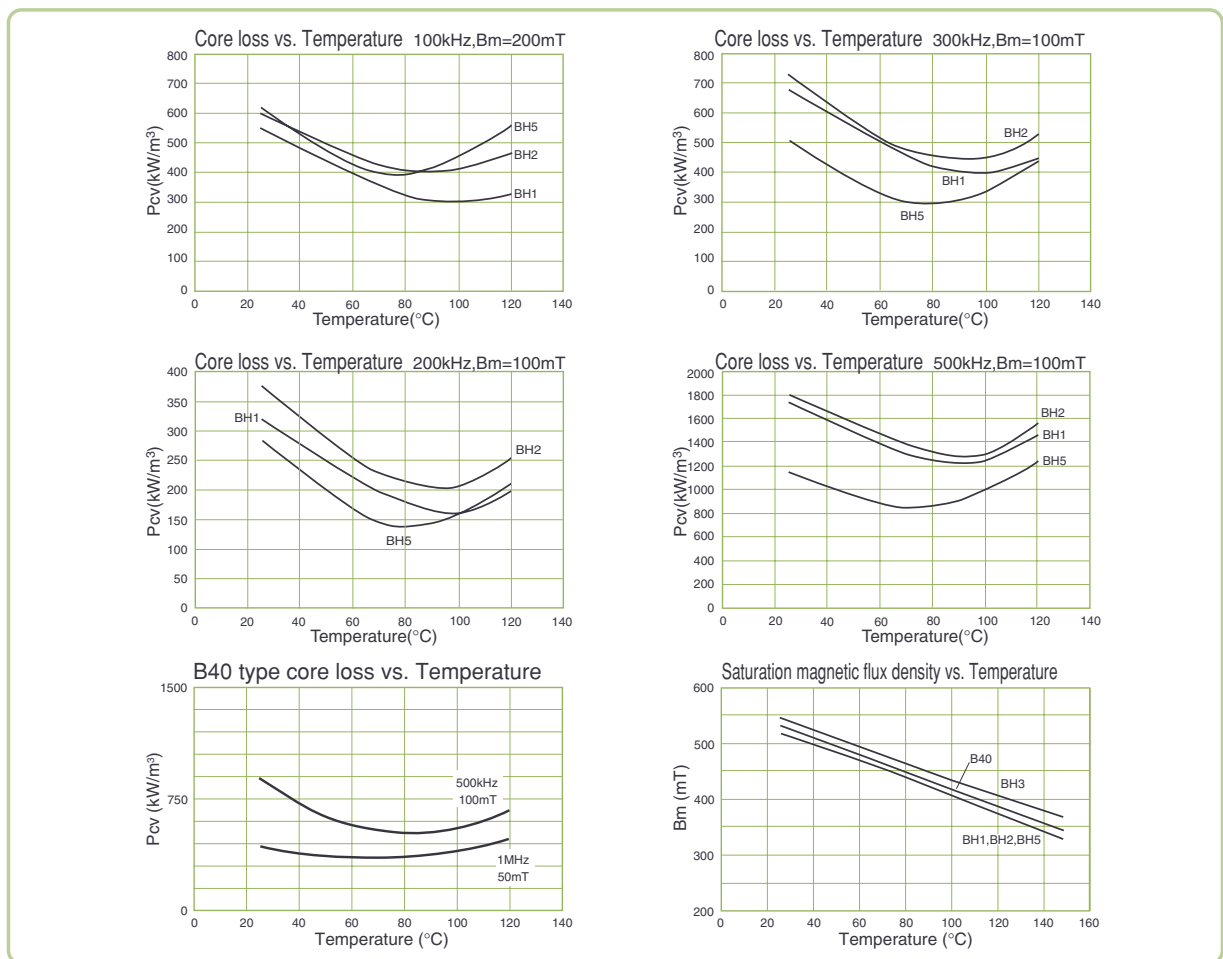 Core loss vs. Temperature 100kHz,Bm=200mT
800
700
600
500
400
300
200
100
0
Pcv(kW/m³)
BH5
BH2
BH1
0 20 40 60 80 100 120 140
Temperature(°C)
Core loss vs. Temperature 300kHz,Bm=100mT
800
700
600
500
400
300
200
100
0
Pcv(kW/m³)
BH2
BH1
BH5
0 20 40 60 80 100 120 140
Temperature(°C)
Core loss vs. Temperature 200kHz,Bm=100mT
400
350
300
250
200
150
100
50
0
Pcv(kW/m³)
BH1
BH2
BH5
0 20 40 60 80 100 120 140
Temperature(°C)
Core loss vs. Temperature 500kHz,Bm=100mT
2000
1800
1600
1400
1200
1000
800
600
400
200
0
Pcv(kW/m³)
BH2
BH1
BH5
0 20 40 60 80 100 120 140
Temperature(°C)
B40 type core loss vs. Temperature
1500
750
0
Pcv (kW/m³)
500kHz
100mT
1MHz
50mT
0 20 40 60 80 100 120 140
Temperature (°C)
Saturation magnetic flux density vs. Temperature
600
500
400
300
200
Bm (mT)
B40
BH3
BH1,BH2,BH5
0 20 40 60 80 100 120 140 160
Temperature (°C)